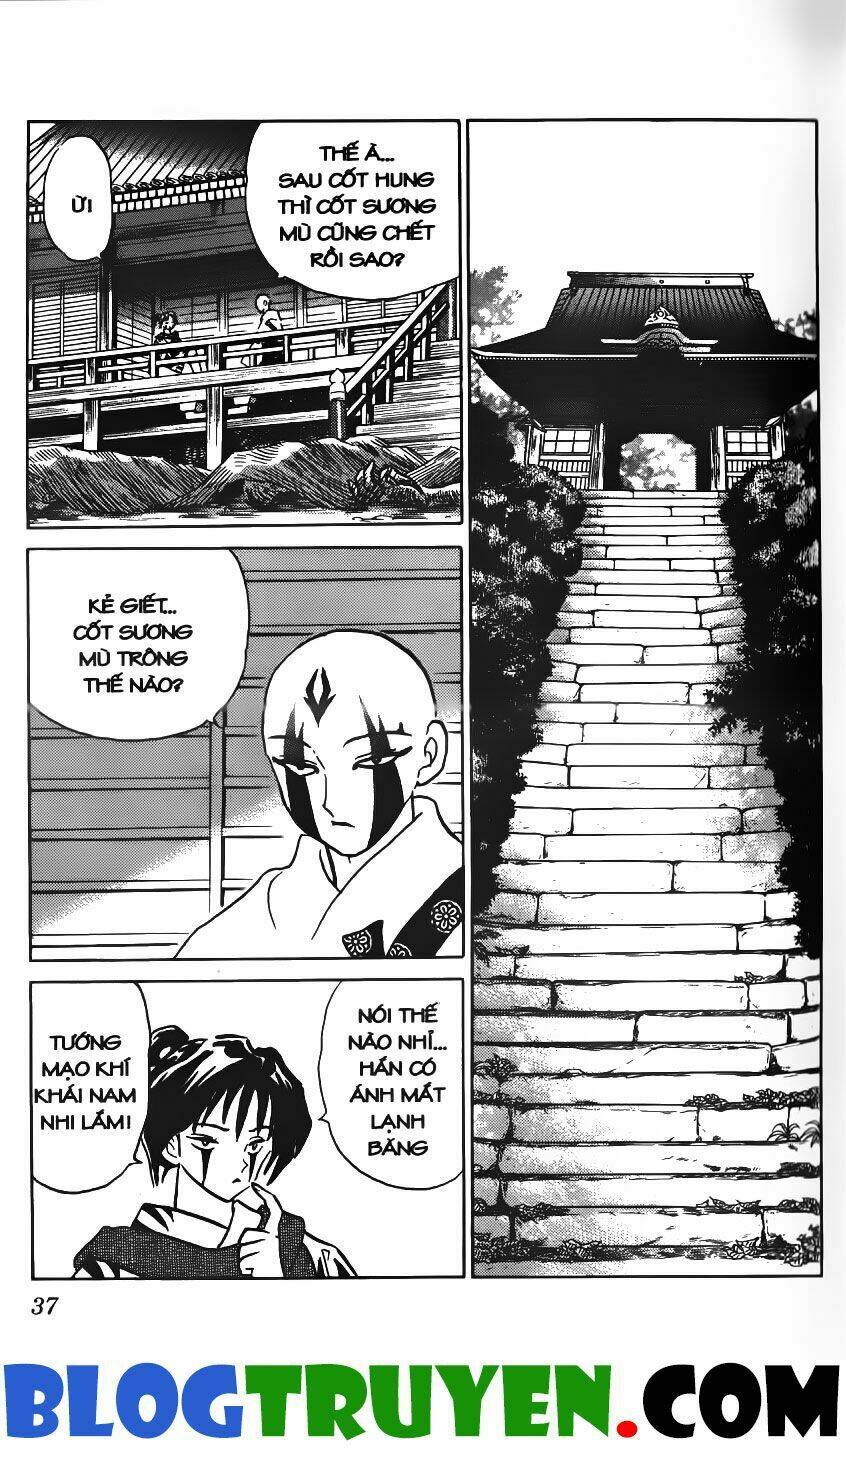 THẾ À...
SAU CỐT HUNG
THÌ CỐT SƯƠNG
MÙ CŨNG CHẾT
RỒI SAO?
ỪI
KẺ GIẾT...
CỐT SƯƠNG
MÙ TRÔNG
THẾ NÀO?
NÓI THẾ
NÀO NHỈ...
HẮN CÓ
ÁNH MẮT
LẠNH
BĂNG
TƯỚNG
MẠO KHÍ
KHÁI NAM
NHI LẮM!
37
BLOGTRUYEN.COM